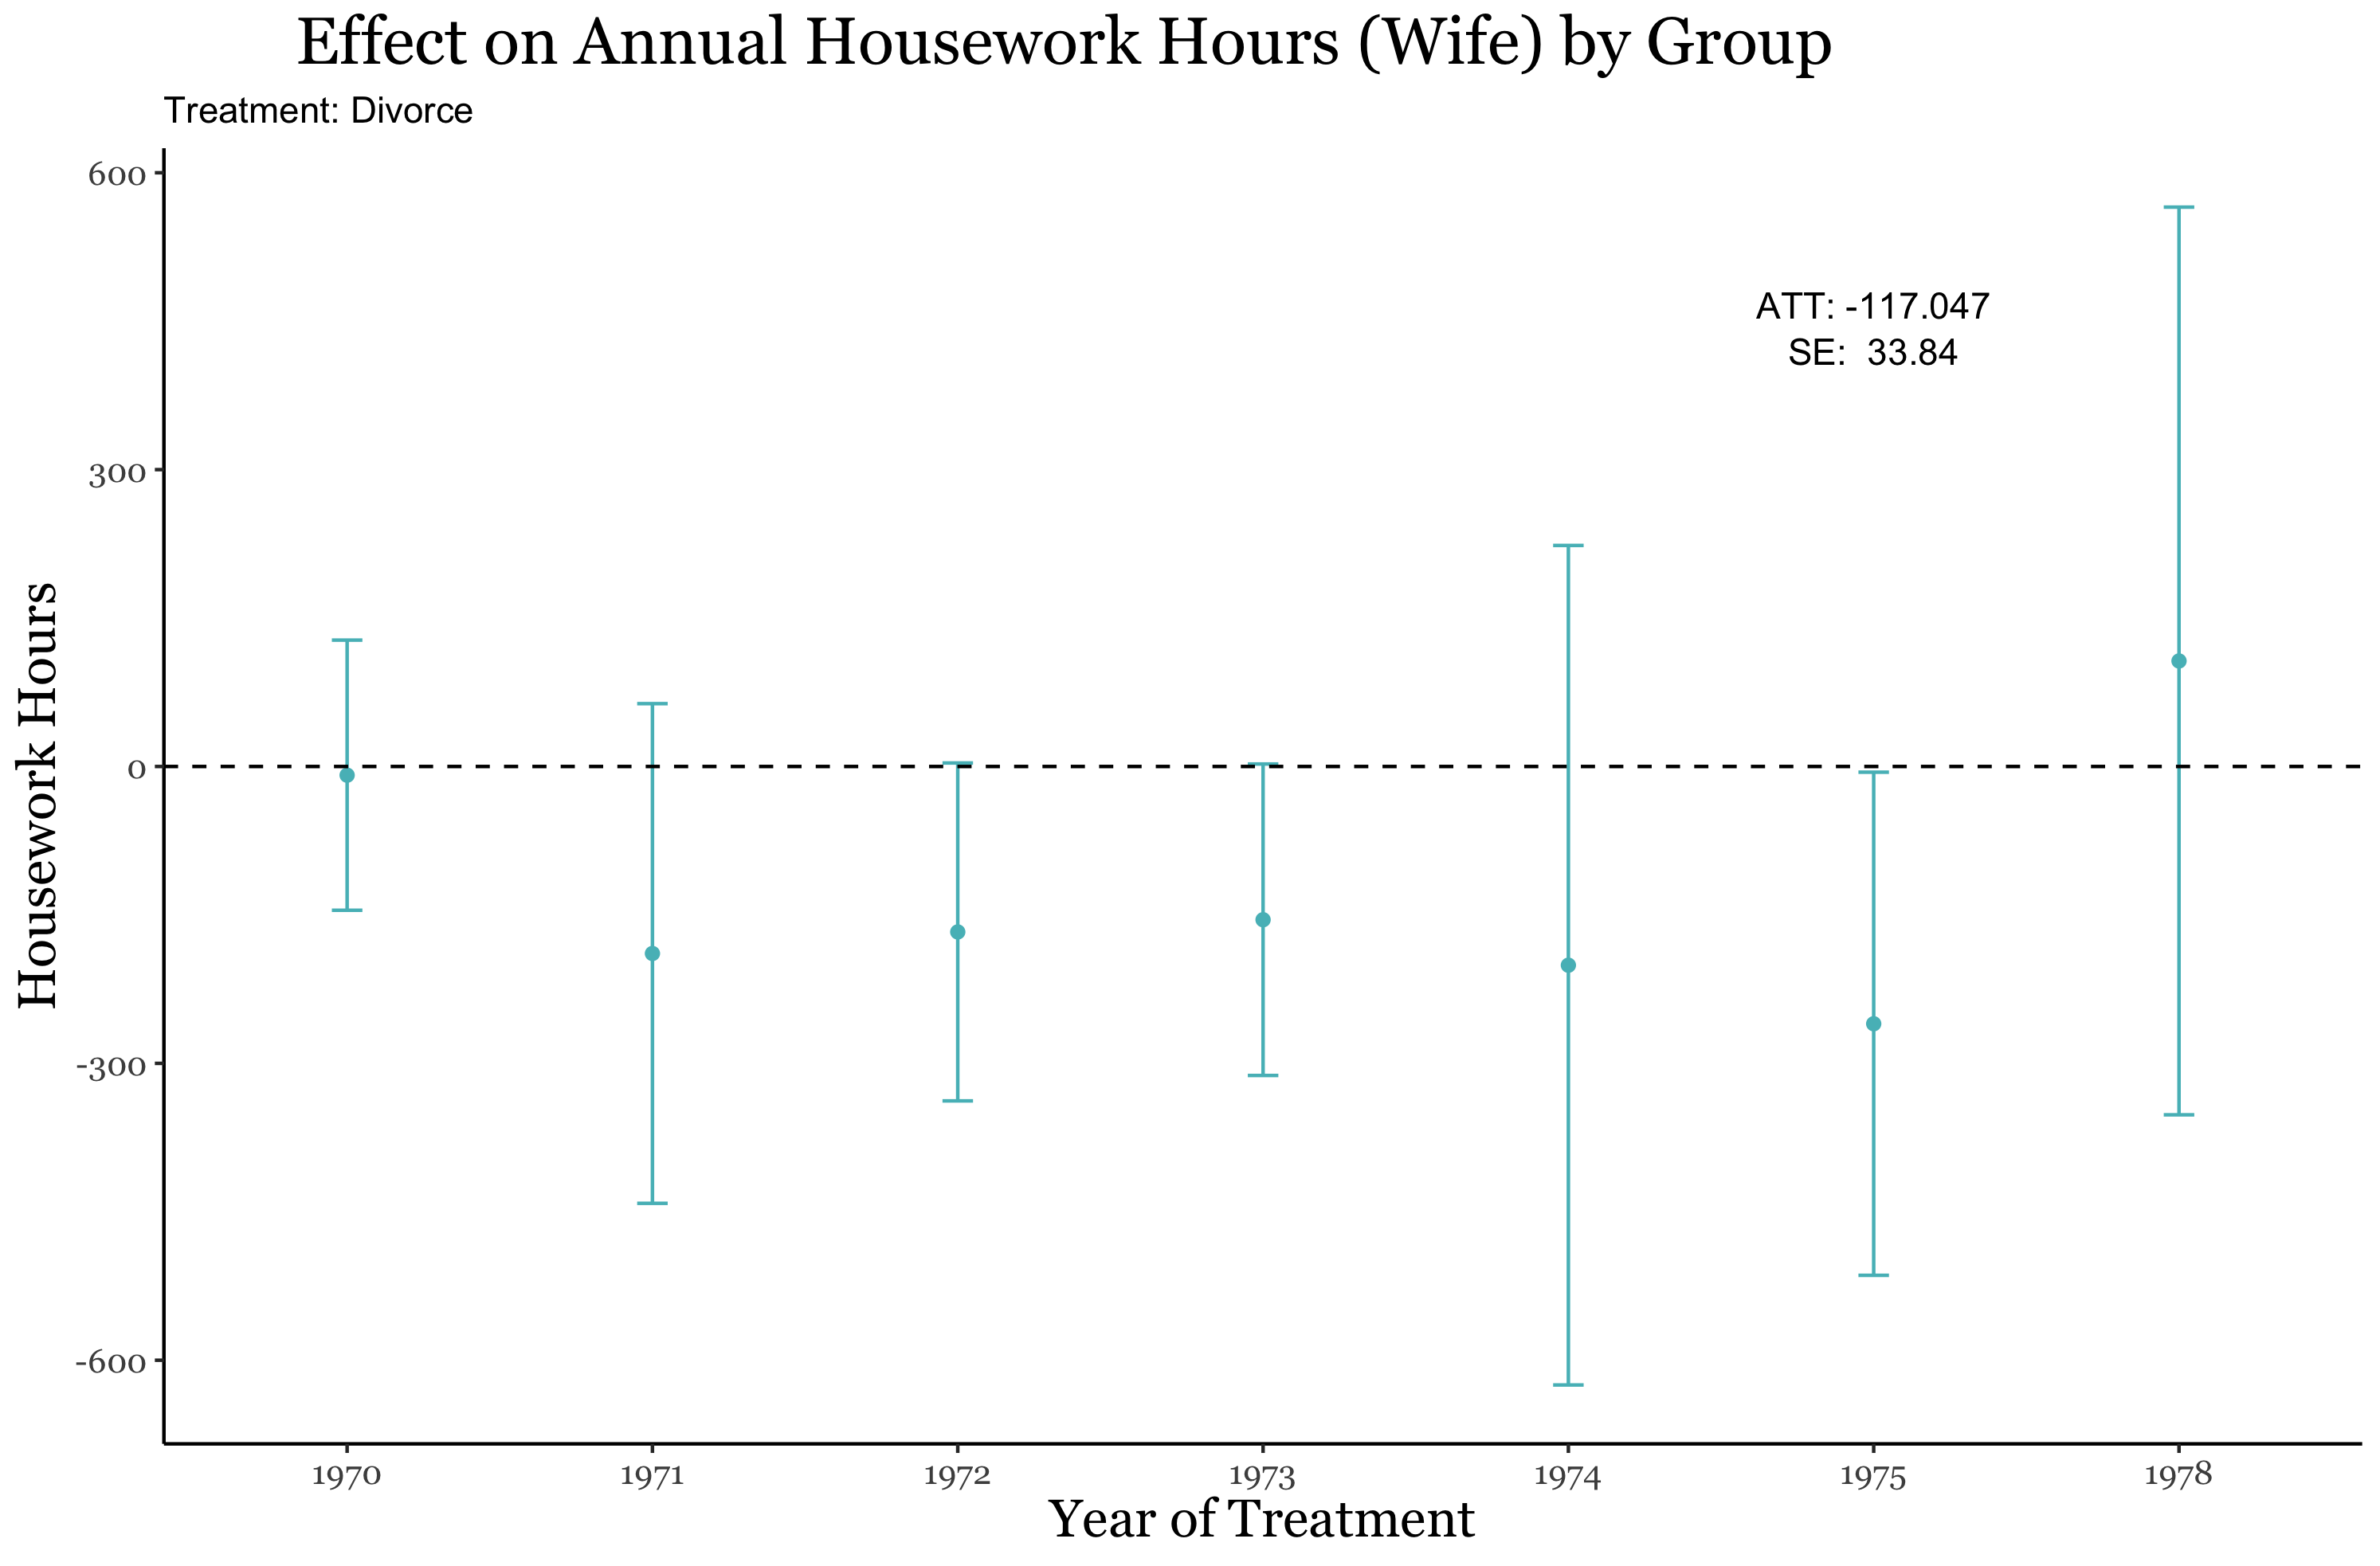 Effect on Annual Housework Hours (Wife) by Group
Treatment: Divorce
600
ATT: -117.047
SE:  33.84
300
Housework Hours
0
-300
-600
1970 1971 1972 1973 1974 1975 1978
Year of Treatment